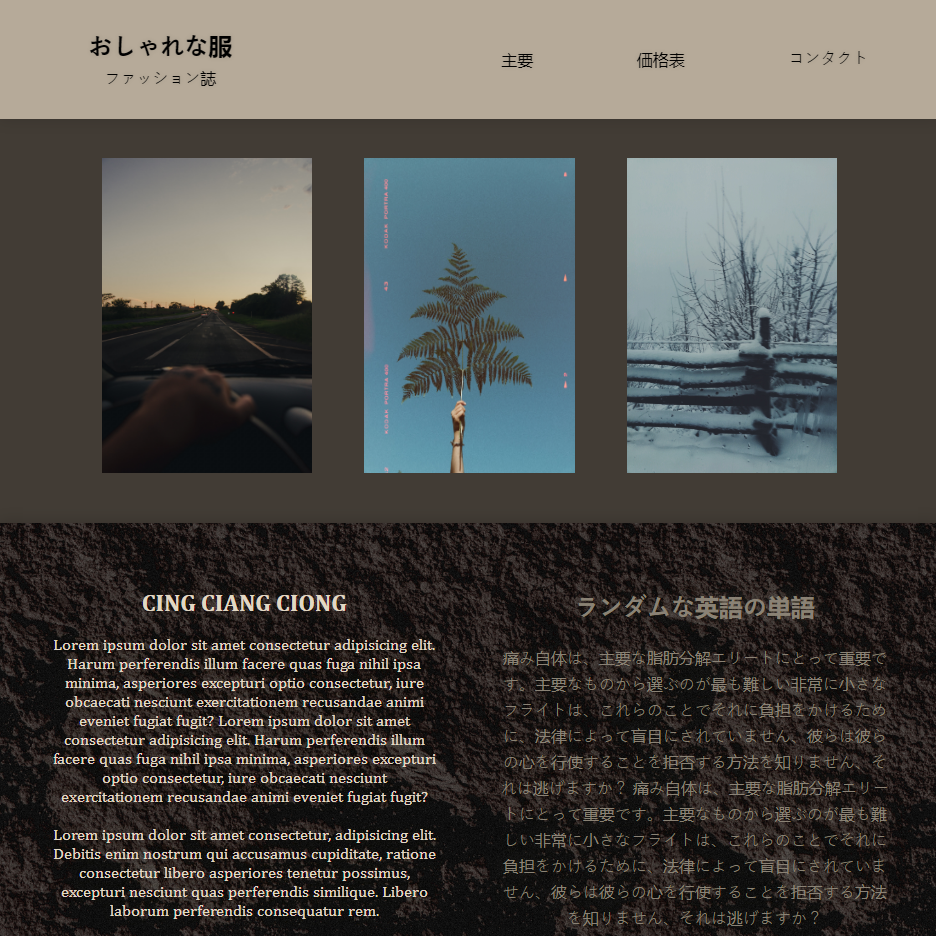 おしゃれな服
ファッション誌
主要
価格表
コンタクト
KODAK PORTRA 400
43
KODAK PORTRA 400
CING CIANG CIONG
Lorem ipsum dolor sit amet consectetur adipisicing elit.
Harum perferendis illum facere quas fuga nihil ipsa
minima, asperiores excepturi optio consectetur, iure
obcaecati nesciunt exercitationem recusandae animi
eveniet fugiat fugit? Lorem ipsum dolor sit amet
consectetur adipisicing elit. Harum perferendis illum
facere quas fuga nihil ipsa minima, asperiores excepturi
optio consectetur, iure obcaecati nesciunt
exercitationem recusandae animi eveniet fugiat fugit?
Lorem ipsum dolor sit amet consectetur, adipisicing elit.
Debitis enim nostrum qui accusamus cupiditate, ratione
consectetur libero asperiores tenetur possimus,
excepturi nesciunt quas perferendis similique. Libero
laborum perferendis consequatur rem.
ランダムな英語の単語
痛み自体は、主要な脂肪分解エリートにとって重要で
す。主要なものから選ぶのが最も難しい非常に小さな
フライトは、これらのことでそれに負担をかけるため
に、法律によって盲目にされていません、彼らは彼ら
の心を行使することを拒否する方法を知りません、そ
れは逃げますか？ 痛み自体は、主要な脂肪分解エリー
トにとって重要です。主要なものから選ぶのが最も難
しい非常に小さなフライトは、これらのことでそれに
負担をかけるために、法律によって盲目にされていま
せん、彼らは彼らの心を行使することを拒否する方法
を知りません、それは逃げますか？